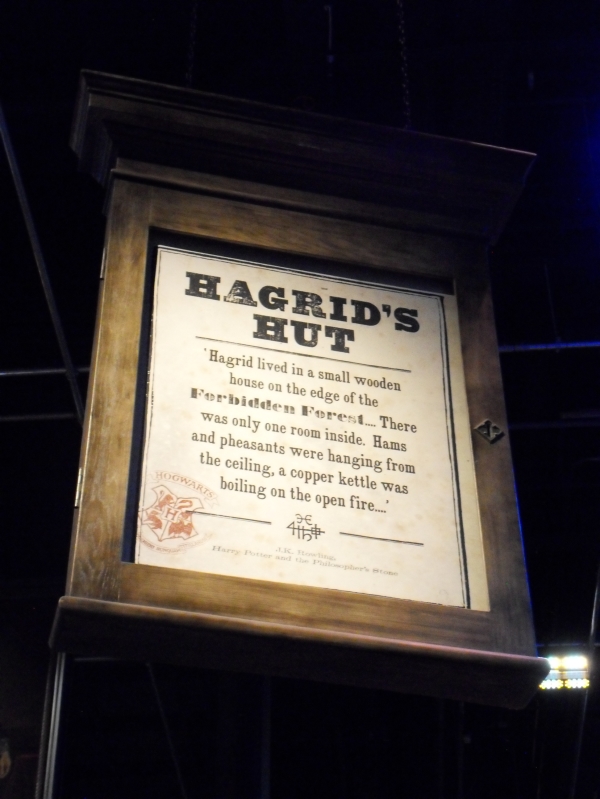 HAGRID'S
HUT
'Hagrid lived in a small wooden
house on the edge of the
Forbidden Forest.... There
was only one room inside. Hams
and pheasants were hanging from
the ceiling, a copper kettle was
boiling on the open fire....'
HOGWARTS
H
J.K. Rowling,
Harry Potter and the Philosopher's Stone